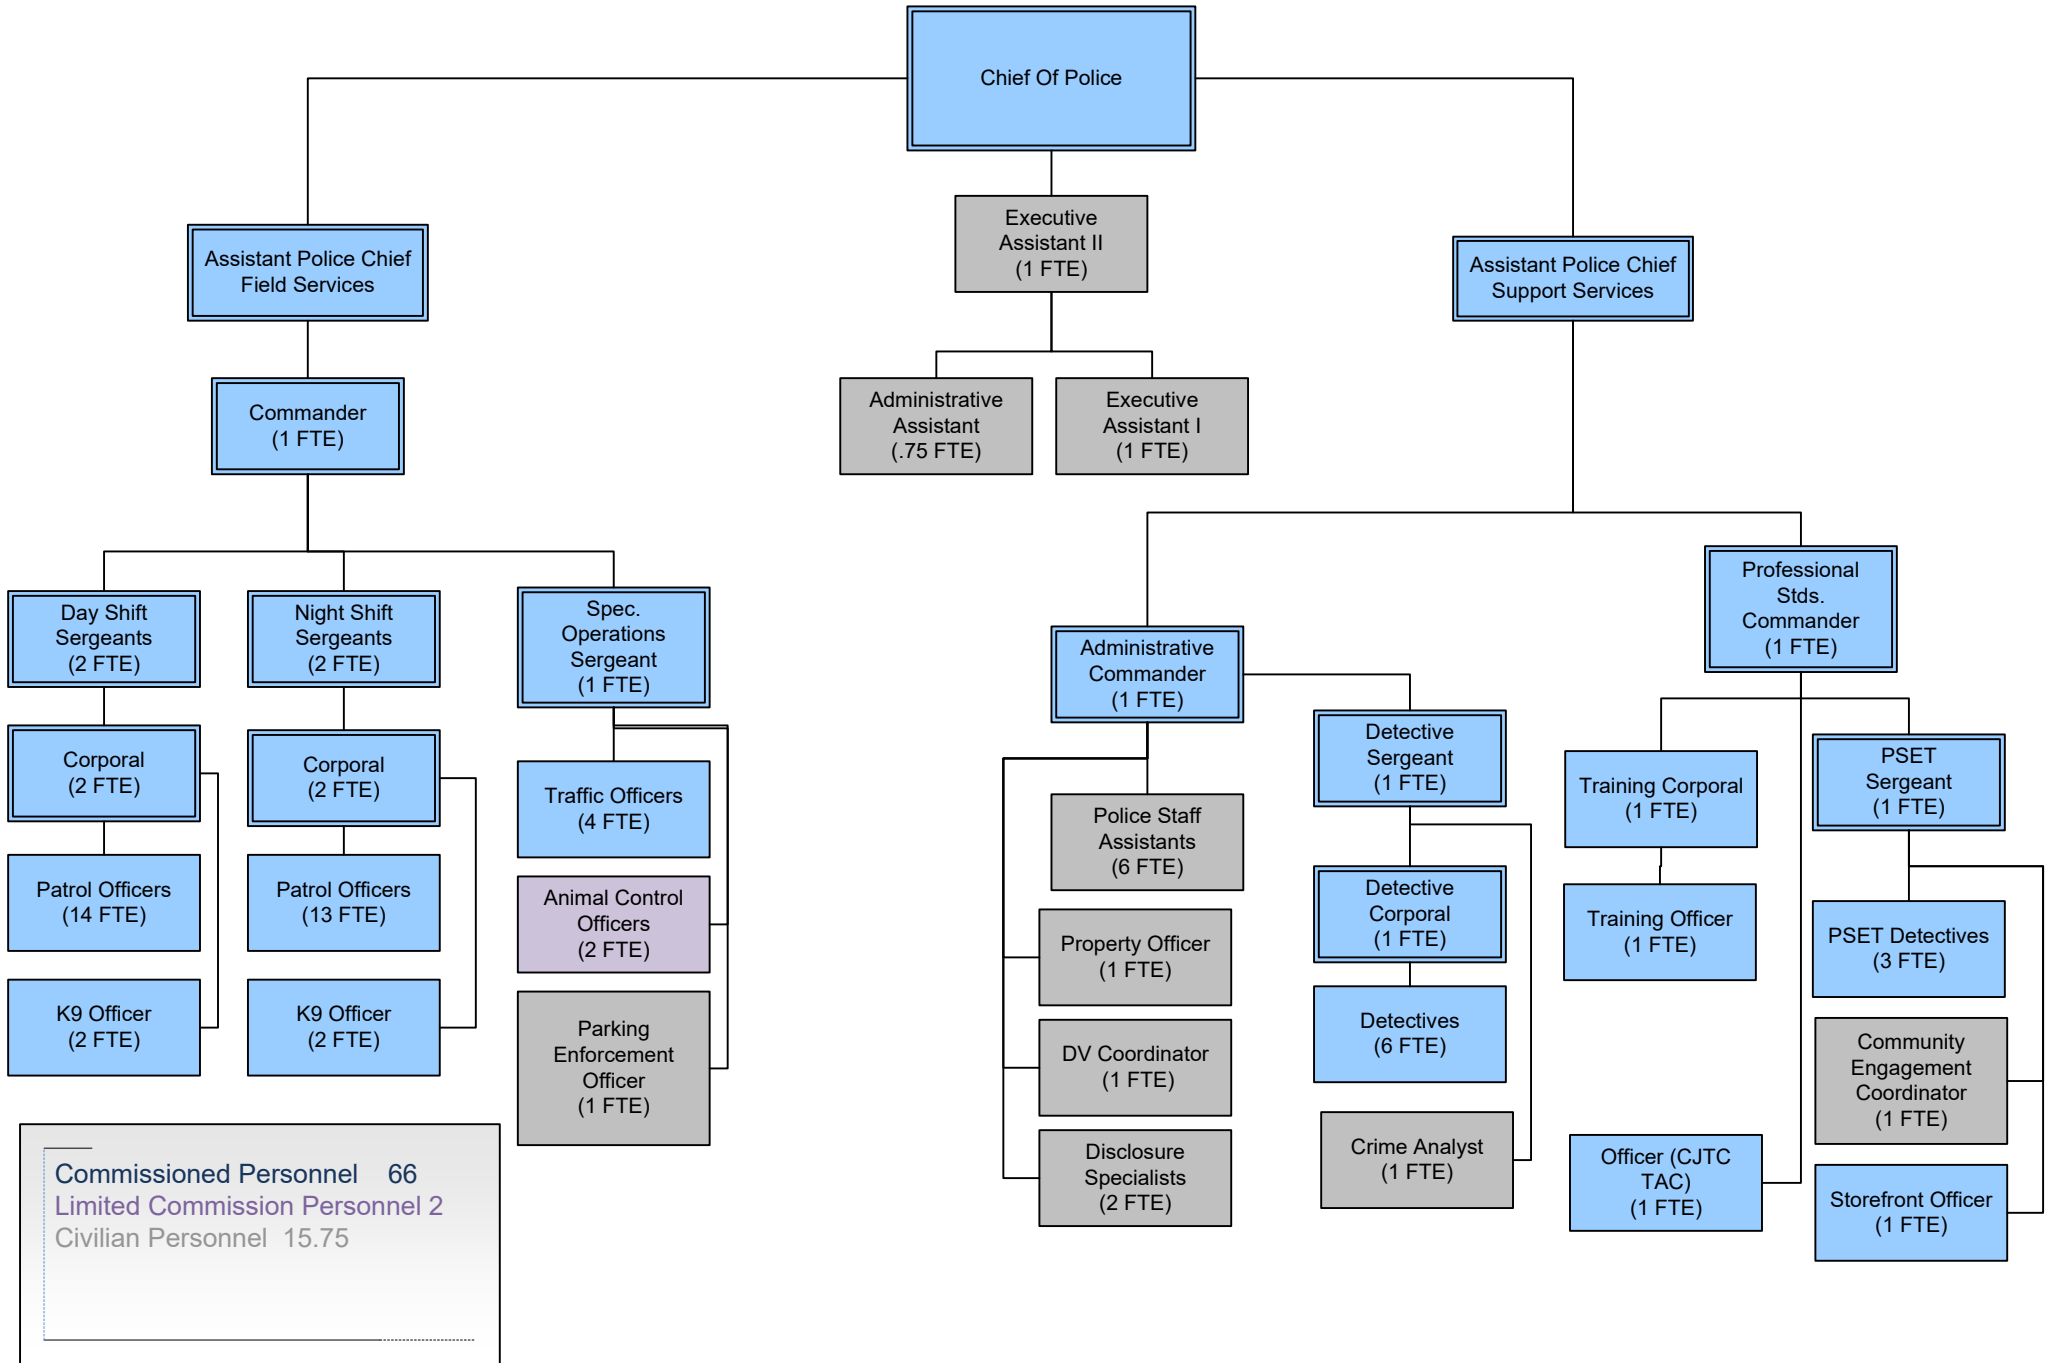 Chief Of Police
Executive
Assistant II
(1 FTE)
Assistant Police Chief
Field Services
Assistant Police Chief
Support Services
Commander
(1 FTE)
Administrative
Assistant
(.75 FTE)
Executive
Assistant I
(1 FTE)
Day Shift
Sergeants
(2 FTE)
Night Shift
Sergeants
(2 FTE)
Spec.
Operations
Sergeant
(1 FTE)
Corporal
(2 FTE)
Corporal
(2 FTE)
Traffic Officers
(4 FTE)
Patrol Officers
(14 FTE)
Patrol Officers
(13 FTE)
Animal Control
Officers
(2 FTE)
K9 Officer
(2 FTE)
K9 Officer
(2 FTE)
Parking
Enforcement
Officer
(1 FTE)
Administrative
Commander
(1 FTE)
Professional
Stds.
Commander
(1 FTE)
Detective
Sergeant
(1 FTE)
Police Staff
Assistants
(6 FTE)
Detective
Corporal
(1 FTE)
Property Officer
(1 FTE)
Detectives
(6 FTE)
DV Coordinator
(1 FTE)
Disclosure
Specialists
(2 FTE)
Crime Analyst
(1 FTE)
Training Corporal
(1 FTE)
PSET
Sergeant
(1 FTE)
Training Officer
(1 FTE)
PSET Detectives
(3 FTE)
Community
Engagement
Coordinator
(1 FTE)
Officer (CJTC
TAC)
(1 FTE)
Storefront Officer
(1 FTE)
Commissioned Personnel 66
Limited Commission Personnel 2
Civilian Personnel 15.75